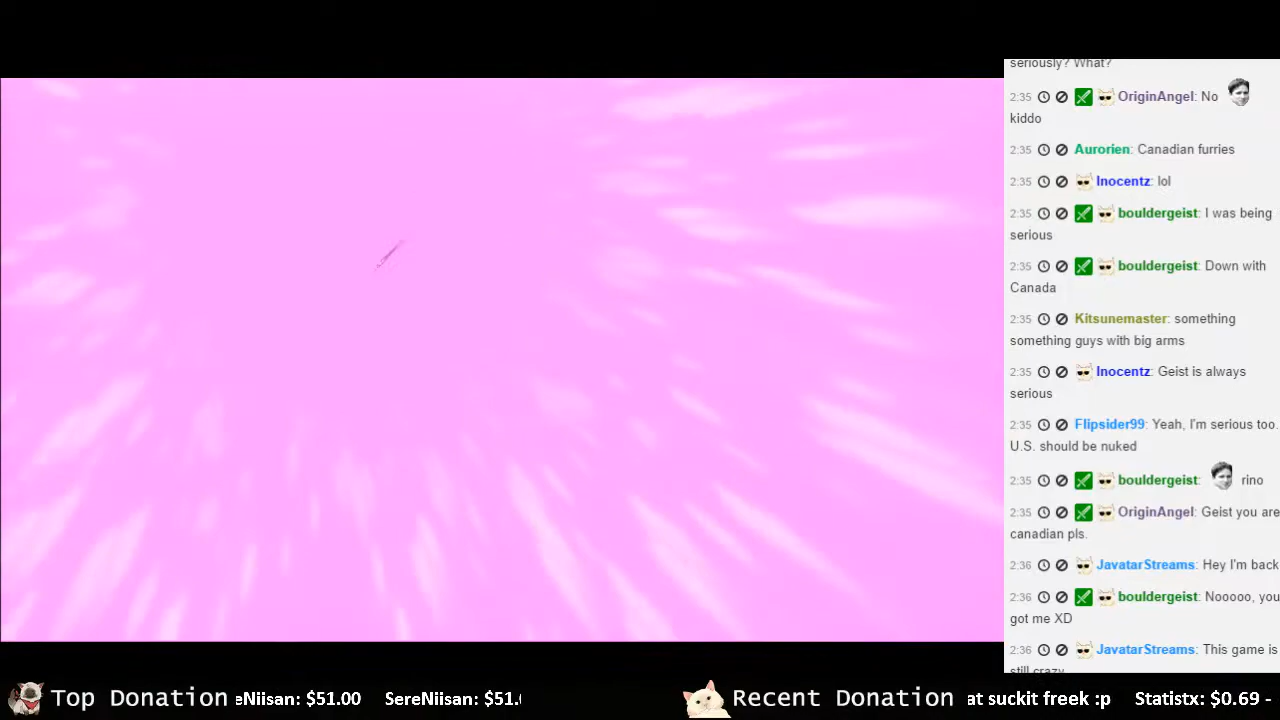 seriously? What?
2:35 OriginAngel: No
kiddo
2:35 Aurorien: Canadian furries
2:35 Inocentz: lol
2:35 bouldergeist: I was being
serious
2:35 bouldergeist: Down with
Canada
2:35 Kitsunemaster: something
something guys with big arms
2:35 Inocentz: Geist is always
serious
2:35 Flipsider99: Yeah, I'm serious too.
U.S. should be nuked
2:35 bouldergeist: rino
2:35 OriginAngel: Geist you are
canadian pls.
2:36 JavatarStreams: Hey I'm back
2:36 bouldergeist: Nooooo, you
got me XD
2:36 JavatarStreams: This game is
still crazy
Top Donation eNiisan: $51.00 SereNiisan: $51.
Recent Donation at suckit freek :p Statistx: $0.69 -